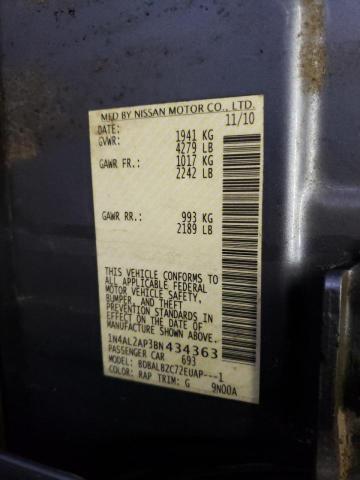 MFD BY NISSAN MOTOR CO., LTD.
DATE: 11/10
GVWR: 1941 KG
4279 LB
GAWR FR: 1017 KG
2242 LB
GAWR RR: 993 KG
2189 LB
THIS VEHICLE CONFORMS TO
ALL APPLICABLE FEDERAL
MOTOR VEHICLE SAFETY,
BUMPER, AND THEFT
PREVENTION STANDARDS IN
EFFECT ON THE DATE OF
MANUFACTURE SHOWN ABOVE.
1N4AL2AP3BN434363
PASSENGER CAR 693
MODEL: BDBALBZC72EUAP---1
COLOR: RAP TRIM: G 9N00A